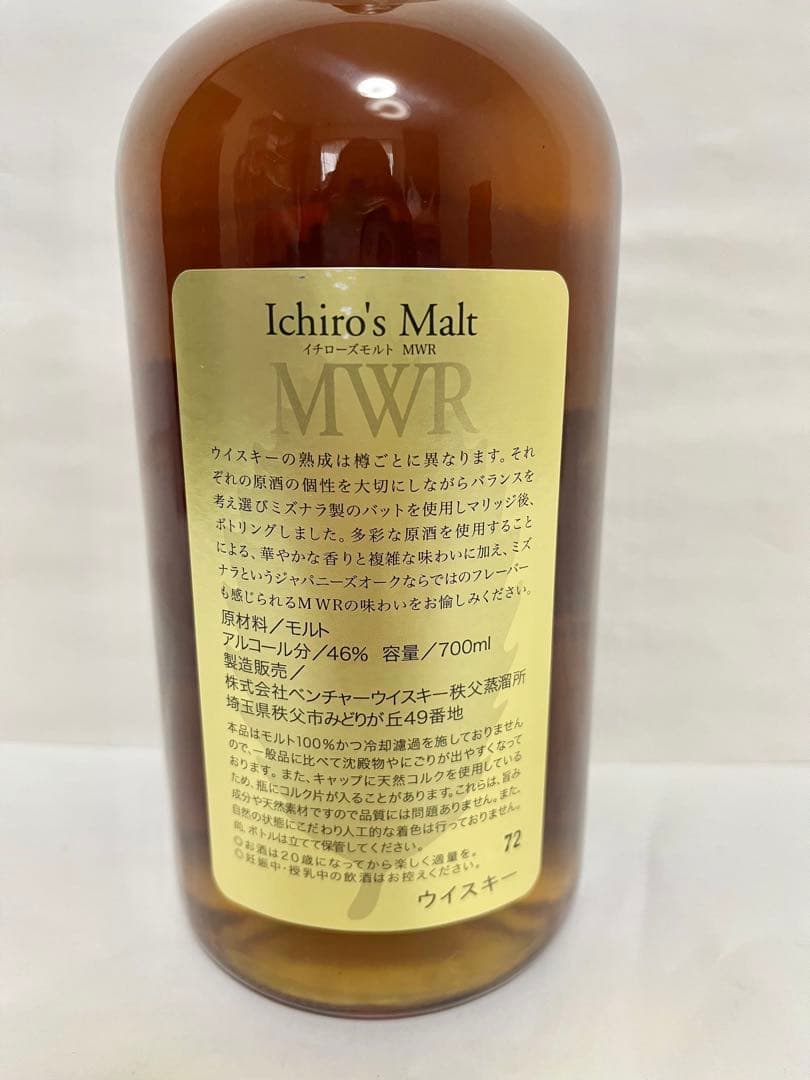 Ichiro's Malt
イチローズモルト MWR
MWR
ウイスキーの熟成は樽ごとに異なります。それ
ぞれの原酒の個性を大切にしながらバランスを
考え選びミズナラ製のバットを使用しマリッジ後、
ボトリングしました。多彩な原酒を使用すること
による、華やかな香りと複雑な味わいに加え、ミズ
ナラというジャパニーズオークならではのフレーバー
も感じられるMWRの味わいをお愉しみください。
原材料／モルト
アルコール分／46% 容量／700ml
製造販売／
株式会社ベンチャーウイスキー秩父蒸溜所
埼玉県秩父市みどりが丘49番地
本品はモルト100%かつ冷却濾過を施しておりません
ので、一般品に比べて沈殿物やにごりが出やすくなって
おります。また、キャップに天然コルクを使用している
ため、瓶にコルク片が入ることがあります。これらは、旨み
成分や天然素材ですので品質には問題ありません。また、
自然の状態にこだわり人工的な着色は行っておりません。
尚、ボトルは立てて保管してください。
◎お酒は20歳になってから楽しく適量を。
◎妊娠中・授乳中の飲酒はお控えください。
72
ウイスキー